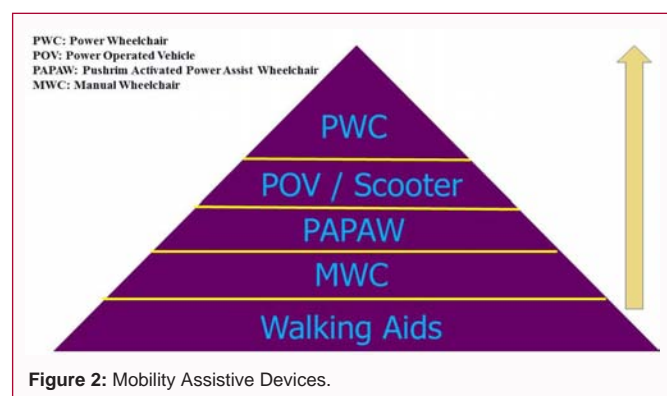 PWC: Power Wheelchair
POV: Power Operated Vehicle
PAPAW: Pushrim Activated Power Assist Wheelchair
MWC: Manual Wheelchair
PWC
POV / Scooter
PAPAW
MWC
Walking Aids
Figure 2: Mobility Assistive Devices.